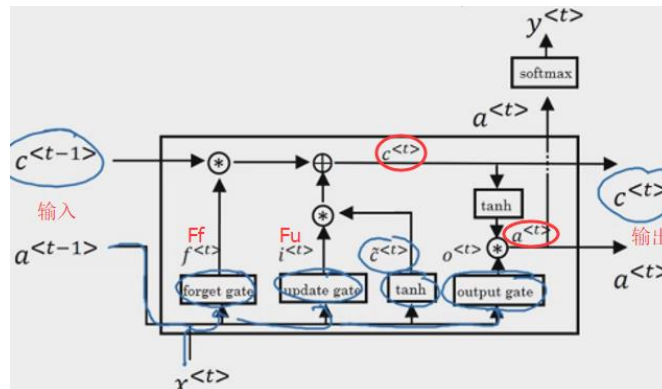 y^{<t>}
softmax
a^{<t>}
c^{<t-1>}
c^{<t>}
c^{<t>}
tanh
输入
Ff
Fu
a^{<t>}
输出
f^{<t>}
i^{<t>}
c̃^{<t>}
o^{<t>}
a^{<t-1>}
a^{<t>}
forget gate
update gate
tanh
output gate
x^{<t>}